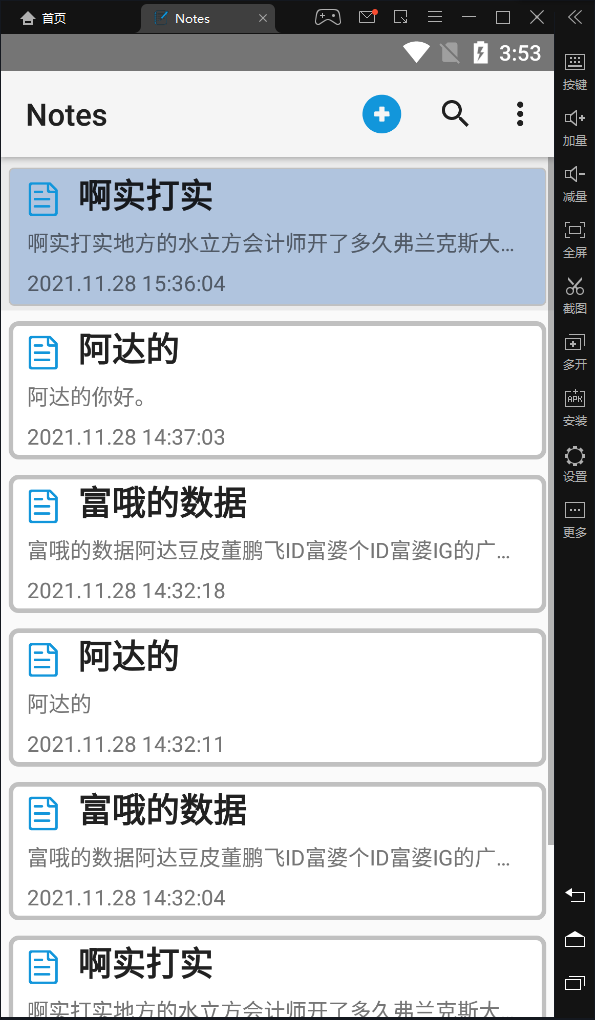 首页
Notes
3:53
Notes
啊实打实
啊实打实地方的水立方会计师开了多久弗兰克斯大...
2021.11.28 15:36:04
阿达的
阿达的你好。
2021.11.28 14:37:03
富哦的数据
富哦的数据阿达豆皮董鹏飞ID富婆个ID富婆IG的广...
2021.11.28 14:32:18
阿达的
阿达的
2021.11.28 14:32:11
富哦的数据
富哦的数据阿达豆皮董鹏飞ID富婆个ID富婆IG的广...
2021.11.28 14:32:04
啊实打实
啊实打实地方的水立方会计师开了多久弗兰克斯大...
按键
加量
减量
全屏
截图
多开
APK
安装
设置
更多